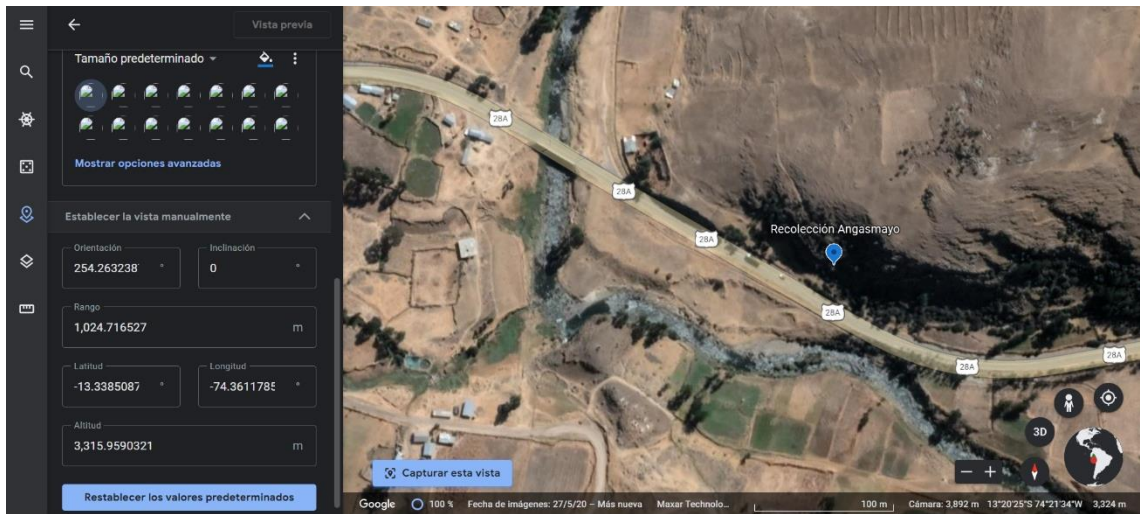 Vista previa
Tamaño predeterminado
Mostrar opciones avanzadas
Establecer la vista manualmente
Orientación
254.263238 °
Inclinación
0 °
Rango
1,024.716527 m
Latitud
-13.3385087 °
Longitud
-74.3611785 °
Altitud
3,315.9590321 m
Restablecer los valores predeterminados
28A
28A
28A
Recolección Angasmayo
28A
28A
28A
3D
Capturar esta vista
Google 100 % Fecha de imágenes: 27/5/20 – Más nueva Maxar Technolo... 100 m Cámara: 3,892 m 13°20'25"S 74°21'34"W 3,324 m